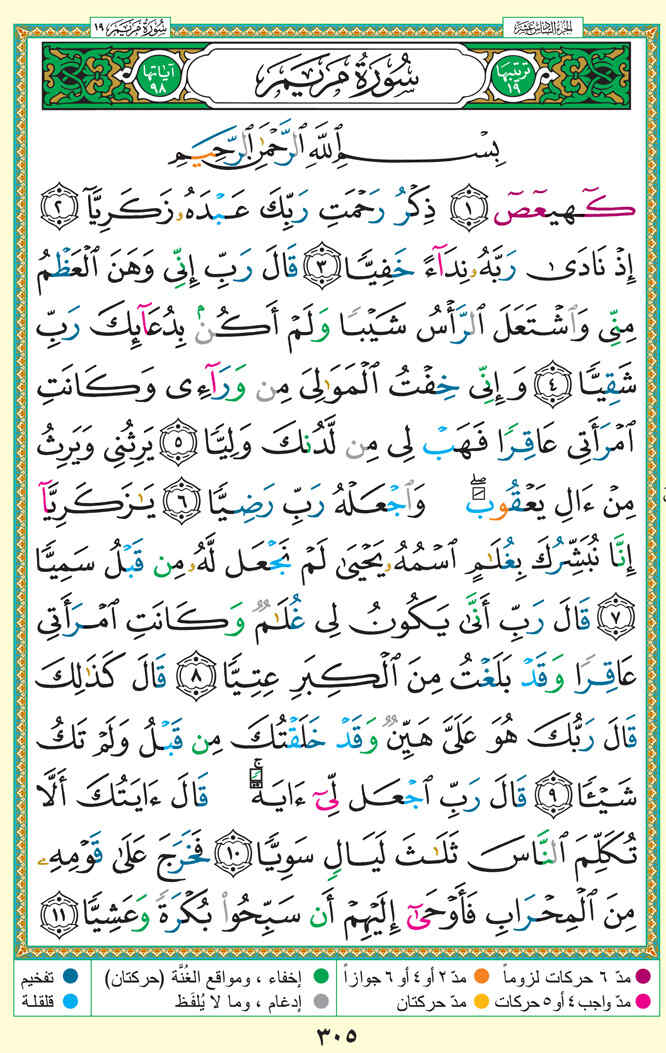 سُورَةُ مَرْيَم ١٩
الجزء السادس عشر
ترتيبها ١٩
سُورَةُ مَرْيَمَ
آياتها ٩٨
بِسْمِ ٱللَّهِ ٱلرَّحْمَٰنِ ٱلرَّحِيمِ
كٓهيعٓصٓ ۝١ ذِكْرُ رَحْمَتِ رَبِّكَ عَبْدَهُۥ زَكَرِيَّآ ۝٢
إِذْ نَادَىٰ رَبَّهُۥ نِدَآءً خَفِيًّا ۝٣ قَالَ رَبِّ إِنِّى وَهَنَ ٱلْعَظْمُ
مِنِّى وَٱشْتَعَلَ ٱلرَّأْسُ شَيْبًا وَلَمْ أَكُنۢ بِدُعَآئِكَ رَبِّ
شَقِيًّا ۝٤ وَإِنِّى خِفْتُ ٱلْمَوَٰلِىَ مِن وَرَآءِى وَكَانَتِ
ٱمْرَأَتِى عَاقِرًا فَهَبْ لِى مِن لَّدُنكَ وَلِيًّا ۝٥ يَرِثُنِى وَيَرِثُ
مِنْ ءَالِ يَعْقُوبَ ۖ وَٱجْعَلْهُ رَبِّ رَضِيًّا ۝٦ يَٰزَكَرِيَّآ
إِنَّا نُبَشِّرُكَ بِغُلَٰمٍ ٱسْمُهُۥ يَحْيَىٰ لَمْ نَجْعَل لَّهُۥ مِن قَبْلُ سَمِيًّا
۝٧ قَالَ رَبِّ أَنَّىٰ يَكُونُ لِى غُلَٰمٌ وَكَانَتِ ٱمْرَأَتِى
عَاقِرًا وَقَدْ بَلَغْتُ مِنَ ٱلْكِبَرِ عِتِيًّا ۝٨ قَالَ كَذَٰلِكَ
قَالَ رَبُّكَ هُوَ عَلَىَّ هَيِّنٌ وَقَدْ خَلَقْتُكَ مِن قَبْلُ وَلَمْ تَكُ
شَيْـًٔا ۝٩ قَالَ رَبِّ ٱجْعَل لِّىٓ ءَايَةً ۚ قَالَ ءَايَتُكَ أَلَّا
تُكَلِّمَ ٱلنَّاسَ ثَلَٰثَ لَيَالٍ سَوِيًّا ۝١٠ فَخَرَجَ عَلَىٰ قَوْمِهِۦ
مِنَ ٱلْمِحْرَابِ فَأَوْحَىٰٓ إِلَيْهِمْ أَن سَبِّحُوا۟ بُكْرَةً وَعَشِيًّا ۝١١
مدّ ٦ حركات لزوماً مدّ ٢ أو ٤ أو ٦ جوازاً إخفاء ، ومواقع الغُنَّة (حركتان) تفخيم
مدّ واجب ٤ أو ٥ حركات مدّ حركتان إدغام ، وما لا يُلفَظ قلقلة
٣٠٥